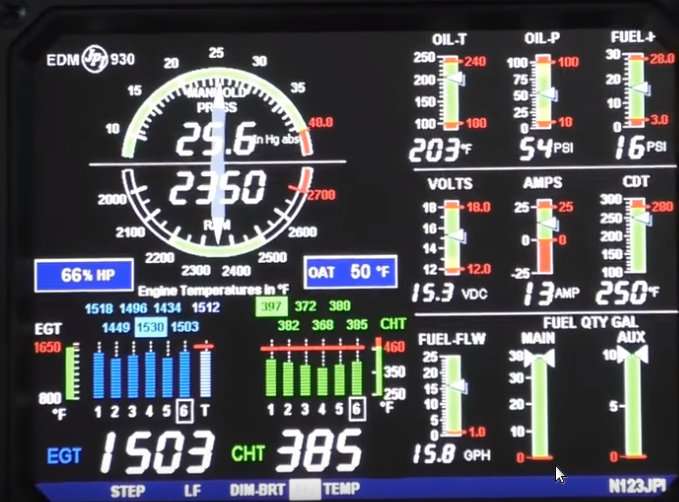 EDM JPI 930
10 15 20 25 30 35 40.0
MANIFOLD
PRESS
25.6 In Hg abs
2350
RPM
2000 2100 2200 2300 2400 2500 2600 2700
66% HP
OAT 50 °F
Engine Temperatures in °F
1518 1496 1434 1512
1449 1530 1503
EGT
1650
800
°F
1 2 3 4 5 6 T
397 372 380
382 368 385
CHT
460
350
250
°F
1 2 3 4 5 6
EGT 1503 CHT 385
OIL-T
250 240
200
150
100 100
203°F
OIL-P
100 100
75
50
25
0 10
54 PSI
FUEL-P
30 28.0
20
10
0 3.0
16 PSI
VOLTS
18 18.0
16
14
12 12.0
15.3 VDC
AMPS
25 25
0 0
-25
13 AMP
CDT
300 280
250
200
150
100
250°F
FUEL-FLW
25
20
15
10
5
0 1.0
15.8 GPH
FUEL QTY GAL
MAIN
30
20
10
0
AUX
10
5
0
STEP LF DIM-BRT TEMP N123JPI